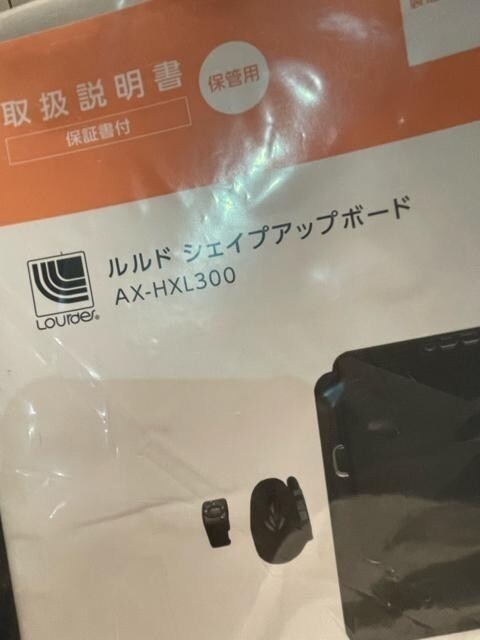 取扱説明書
保管用
保証書付
ルルド シェイプアップボード
AX-HXL300
Lourdes®